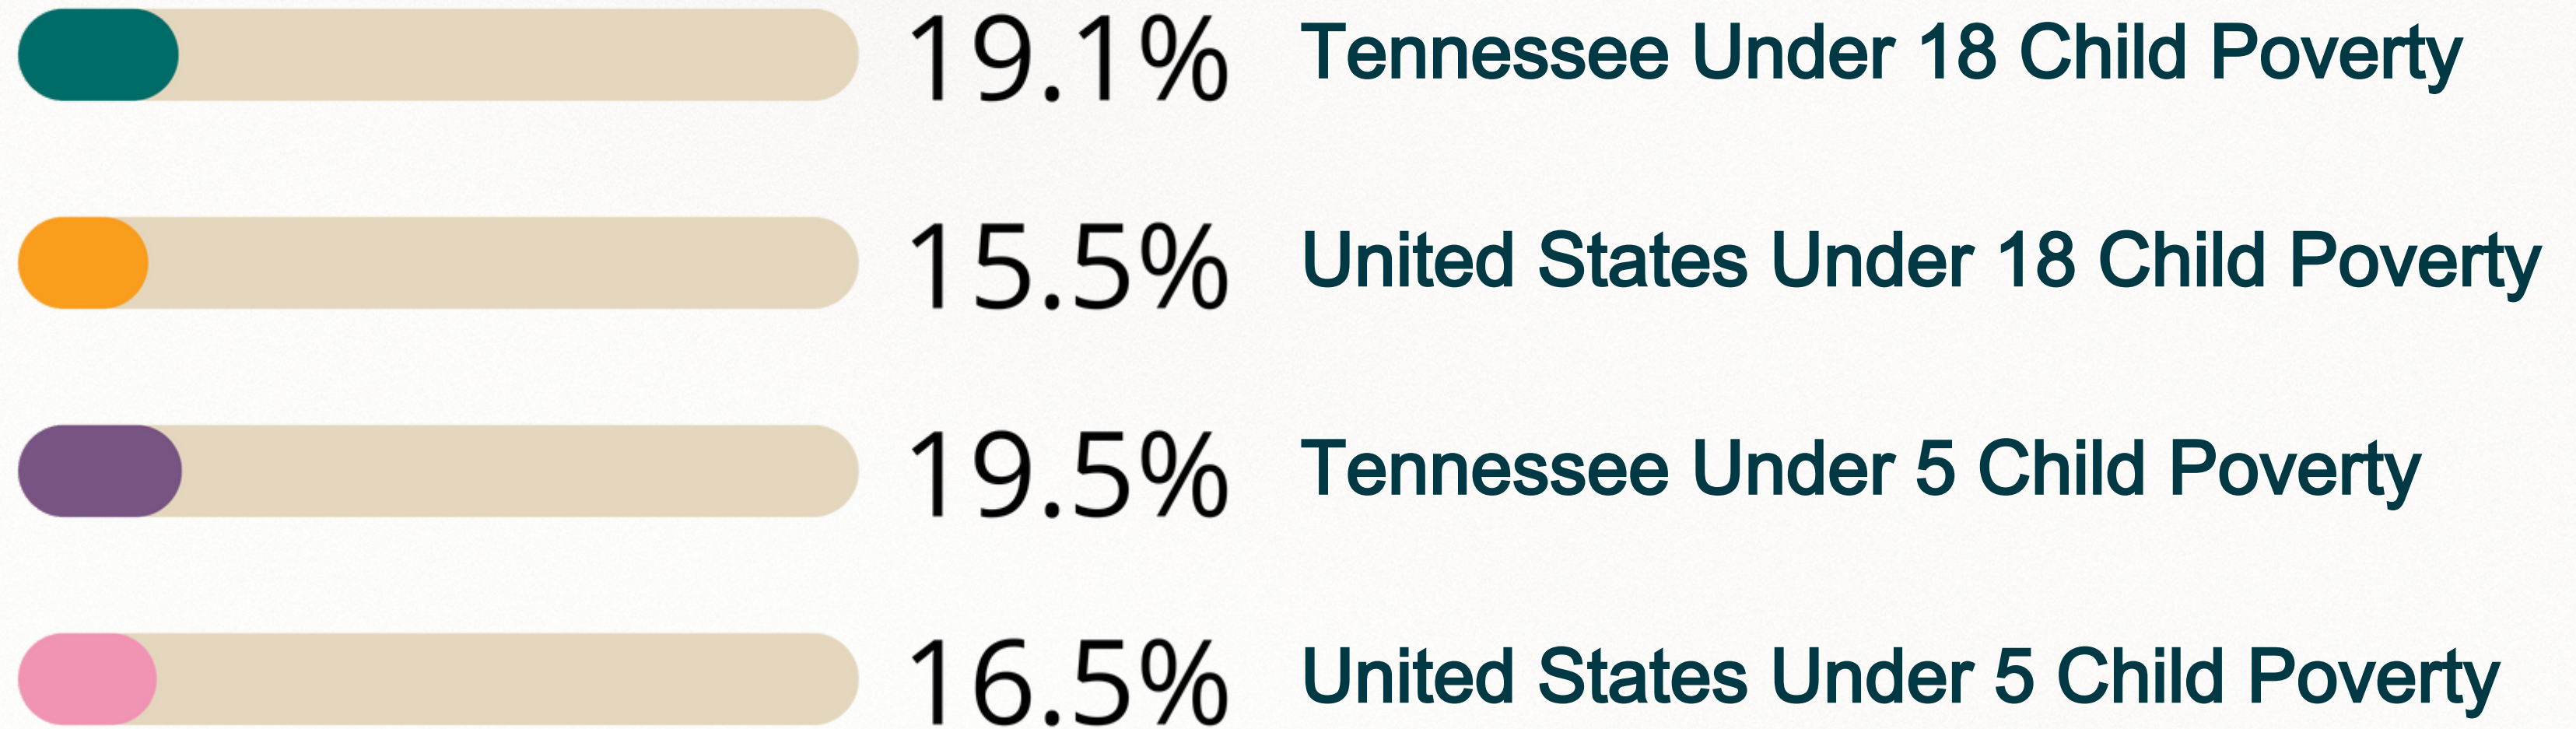 19.1% Tennessee Under 18 Child Poverty
15.5% United States Under 18 Child Poverty
19.5% Tennessee Under 5 Child Poverty
16.5% United States Under 5 Child Poverty